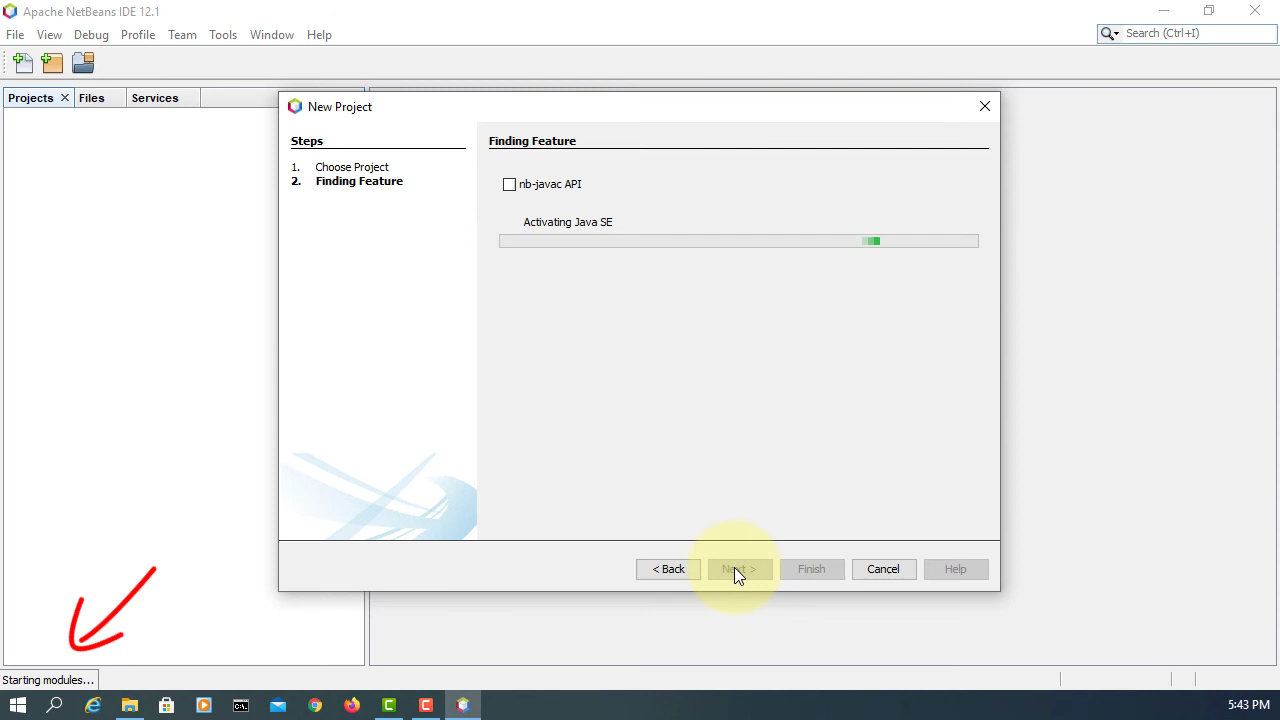 Apache NetBeans IDE 12.1
File View Debug Profile Team Tools Window Help
Search (Ctrl+I)
Projects Files Services
New Project
Steps
1. Choose Project
2. Finding Feature
Finding Feature
nb-javac API
Activating Java SE
< Back Next > Finish Cancel Help
Starting modules...
5:43 PM